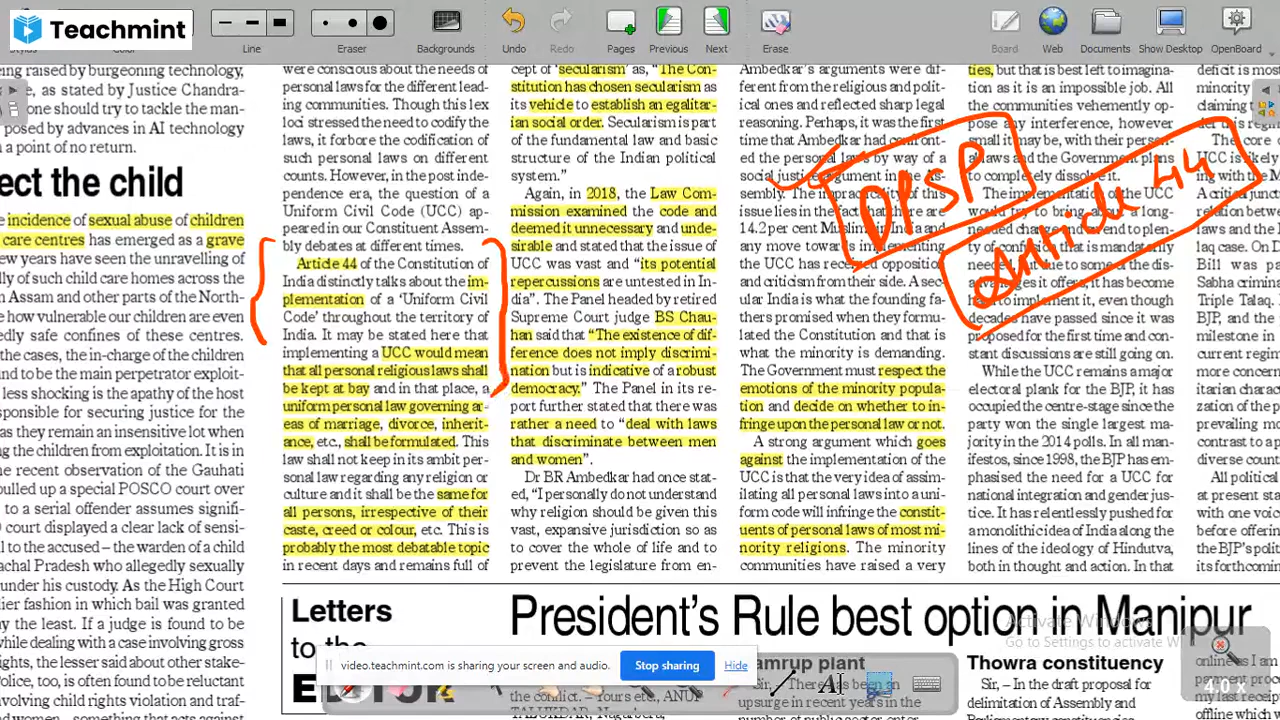 Teachmint
Styles
Color
Line
Eraser
Backgrounds
Undo
Redo
Pages
Previous
Next
Erase
Board
Web
Documents
Show Desktop
OpenBoard
ing raised by burgeoning technology,
e, as stated by Justice Chandra-
one should try to tackle the man-
posed by advances in AI technology
n a point of no return.
ect the child
e incidence of sexual abuse of children
care centres has emerged as a grave
ew years have seen the unravelling of
lly of such child care homes across the
n Assam and other parts of the North-
e how vulnerable our children are even
edly safe confines of these centres.
the cases, the in-charge of the children
nd to be the main perpetrator exploit-
less shocking is the apathy of the host
sponsible for securing justice for the
as they remain an insensitive lot when
ng the children from exploitation. It is in
he recent observation of the Gauhati
pulled up a special POSCO court over
to a serial offender assumes signifi-
court displayed a clear lack of sensi-
l to the accused – the warden of a child
achal Pradesh who allegedly sexually
under his custody. As the High Court
lier fashion in which bail was granted
y the least. If a judge is found to be
while dealing with a case involving gross
rights, the lesser said about other stake-
olice, too, is often found to be reluctant
ding child rights violation and traf-
were conscious about the needs of
personal laws for the different lead-
ing communities. Though this lex
loci stressed the need to codify the
laws, it forbore the codification of
such personal laws on different
counts. However, in the post inde-
pendence era, the question of a
Uniform Civil Code (UCC) ap-
peared in our Constituent Assem-
bly debates at different times.
Article 44 of the Constitution of
India distinctly talks about the im-
plementation of a ‘Uniform Civil
Code’ throughout the territory of
India. It may be stated here that
implementing a UCC would mean
that all personal religious laws shall
be kept at bay and in that place, a
uniform personal law governing ar-
eas of marriage, divorce, inherit-
ance, etc., shall be formulated. This
law shall not keep in its ambit per-
sonal law regarding any religion or
culture and it shall be the same for
all persons, irrespective of their
caste, creed or colour, etc. This is
probably the most debatable topic
in recent days and remains full of
cept of ‘secularism’ as, “The Con-
stitution has chosen secularism as
its vehicle to establish an egalitar-
ian social order. Secularism is part
of the fundamental law and basic
structure of the Indian political
system.”
Again, in 2018, the Law Com-
mission examined the code and
deemed it unnecessary and unde-
sirable and stated that the issue of
UCC was vast and “its potential
repercussions are untested in In-
dia”. The Panel headed by retired
Supreme Court judge BS Chau-
han said that “The existence of dif-
ference does not imply discrimi-
nation but is indicative of a robust
democracy.” The Panel in its re-
port further stated that there was
rather a need to “deal with laws
that discriminate between men
and women”.
Dr BR Ambedkar had once stat-
ed, “I personally do not understand
why religion should be given this
vast, expansive jurisdiction so as
to cover the whole of life and to
prevent the legislature from en-
Ambedkar’s arguments were dif-
ferent from the religious and polit-
ical ones and reflected sharp legal
reasoning. Perhaps, it was the first
time that Ambedkar had confront-
ed the personal laws by way of a
social justice argument in the As-
sembly. The impracticality of this
issue lies in the fact that there are
14.2 per cent Muslims in India and
any move towards implementing
the UCC has received opposition
and criticism from their side. A sec-
ular India is what the founding fa-
thers promised when they formu-
lated the Constitution and that is
what the minority is demanding.
The Government must respect the
emotions of the minority popula-
tion and decide on whether to in-
fringe upon the personal law or not.
A strong argument which goes
against the implementation of the
UCC is that the very idea of assim-
ilating all personal laws into a uni-
form code will infringe the constit-
uents of personal laws of most mi-
nority religions. The minority
communities have raised a very
ties, but that is best left to imagina-
tion as it is an impossible job. All
the communities vehemently op-
pose any interference, however
small it may be, with their person-
al laws and the Government plans
to completely dissolve it.
The implementation of the UCC
would try to bring about a long-
needed change and end to plen-
ty of confusion that is mandatorily
needed. Due to some a the dis-
advantages it offers, it has become
hard to implement it, even though
decades have passed since it was
proposed for the first time and con-
stant discussions are still going on.
While the UCC remains a major
electoral plank for the BJP, it has
occupied the centre-stage since the
party won the single largest ma-
jority in the 2014 polls. In all man-
ifestos, since 1998, the BJP has em-
phasised the need for a UCC for
national integration and gender jus-
tice. It has relentlessly pushed for
a monolithic idea of India along the
lines of the ideology of Hindutva,
both in thought and action. In that
deficit is most
minority
claiming
The core
UCC is likely
ing with the M
A critical junct
relation betwe
laws and the C
laq case. On D
Bill was pa
Sabha crimina
Triple Talaq.
milestone in
current regim
itarian charac
zation of the p
prevailing mo
contrast to a p
diverse count
All political
at present sta
with one voic
before offerin
the BJP’s polit
its forthcomin
DPSP
Article 44
Letters
to the
Editor
President’s Rule best option in Manipur
amrup plant
Sir, – There has been an
upsurge in recent years in the
Thowra constituency
Sir, – In the draft proposal for
delimitation of Assembly and
Parliamentary constituencies
the conflict. – Yours etc., ANUP
online as I am
Activate Windows
Go to Settings to activate W
video.teachmint.com is sharing your screen and audio.
Stop sharing
Hide
4.0 x